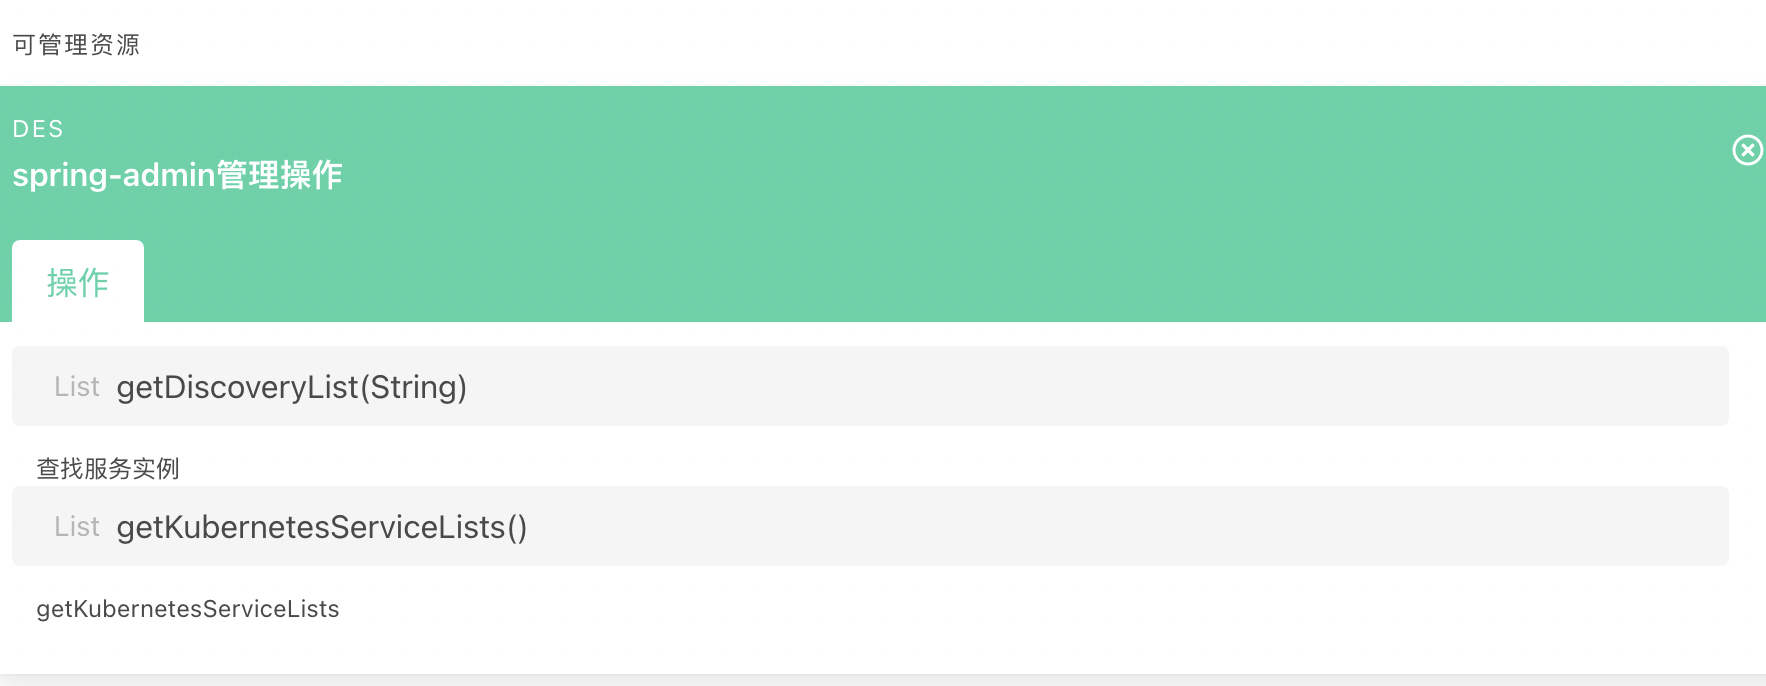 可管理资源
DES
spring-admin管理操作
操作
List getDiscoveryList(String)
查找服务实例
List getKubernetesServiceLists()
getKubernetesServiceLists